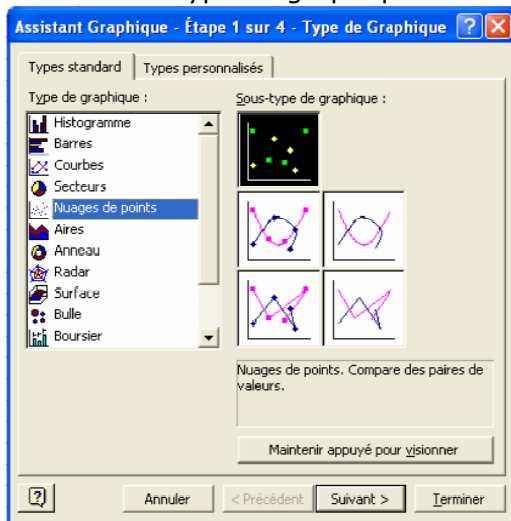 Assistant Graphique - Étape 1 sur 4 - Type de Graphique
Types standard
Types personnalisés
Type de graphique :
Histogramme
Barres
Courbes
Secteurs
Nuages de points
Aires
Anneau
Radar
Surface
Bulle
Boursier
Sous-type de graphique :
Nuages de points. Compare des paires de
valeurs.
Maintenir appuyé pour visionner
Annuler
< Précédent
Suivant >
Terminer